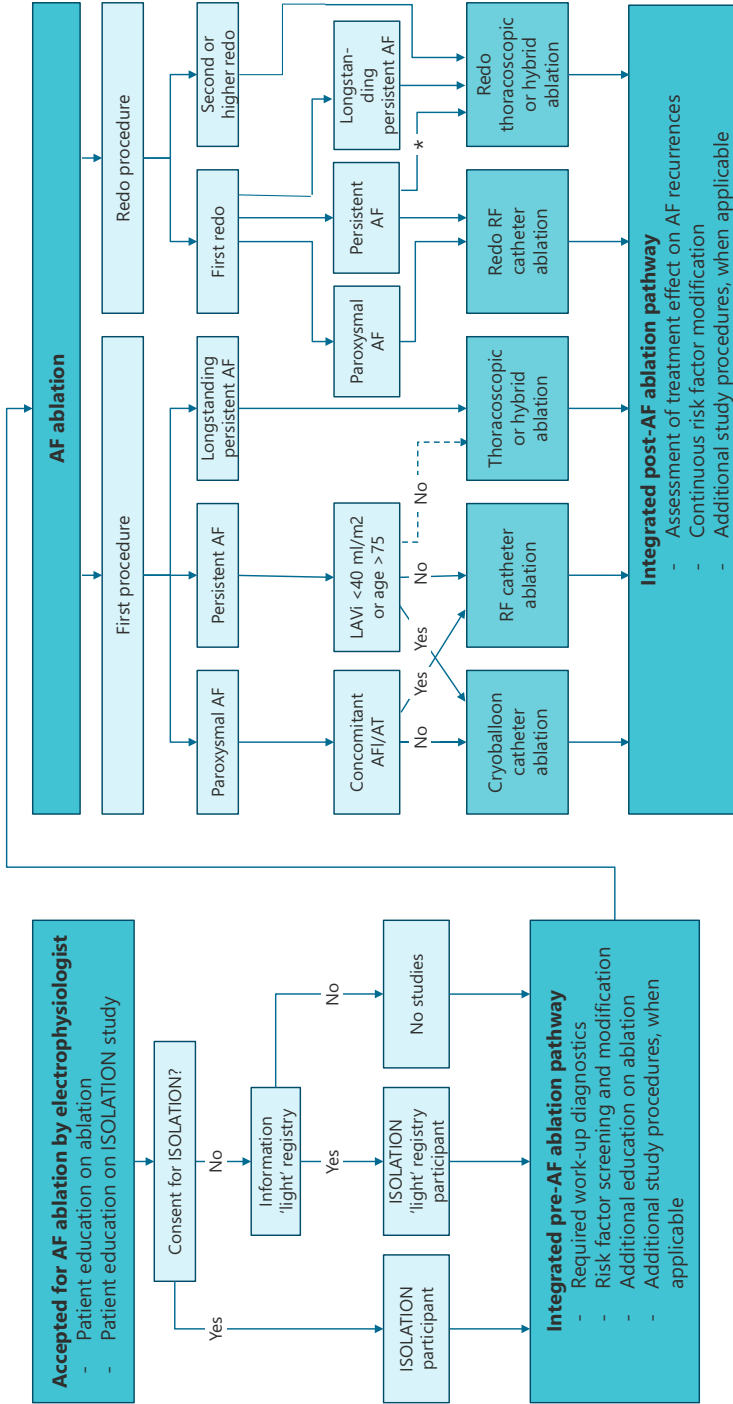 Accepted for AF ablation by electrophysiologist
- Patient education on ablation
- Patient education on ISOLATION study
Consent for ISOLATION?
Yes
No
Information
'light' registry
Yes
No
ISOLATION
participant
ISOLATION
'light' registry
participant
No studies
Integrated pre-AF ablation pathway
- Required work-up diagnostics
- Risk factor screening and modification
- Additional education on ablation
- Additional study procedures, when
applicable
AF ablation
First procedure
Redo procedure
Paroxysmal AF
Persistent AF
Longstanding
persistent AF
First redo
Second or
higher redo
Concomitant
AFl/AT
LAVi <40 ml/m2
or age >75
Paroxysmal
AF
Persistent
AF
Longstan-
ding
persistent AF
No
Yes
Yes
No
No
*
Cryoballoon
catheter
ablation
RF catheter
ablation
Thoracoscopic
or hybrid
ablation
Redo RF
catheter
ablation
Redo
thoracoscopic
or hybrid
ablation
Integrated post-AF ablation pathway
- Assessment of treatment effect on AF recurrences
- Continuous risk factor modification
- Additional study procedures, when applicable